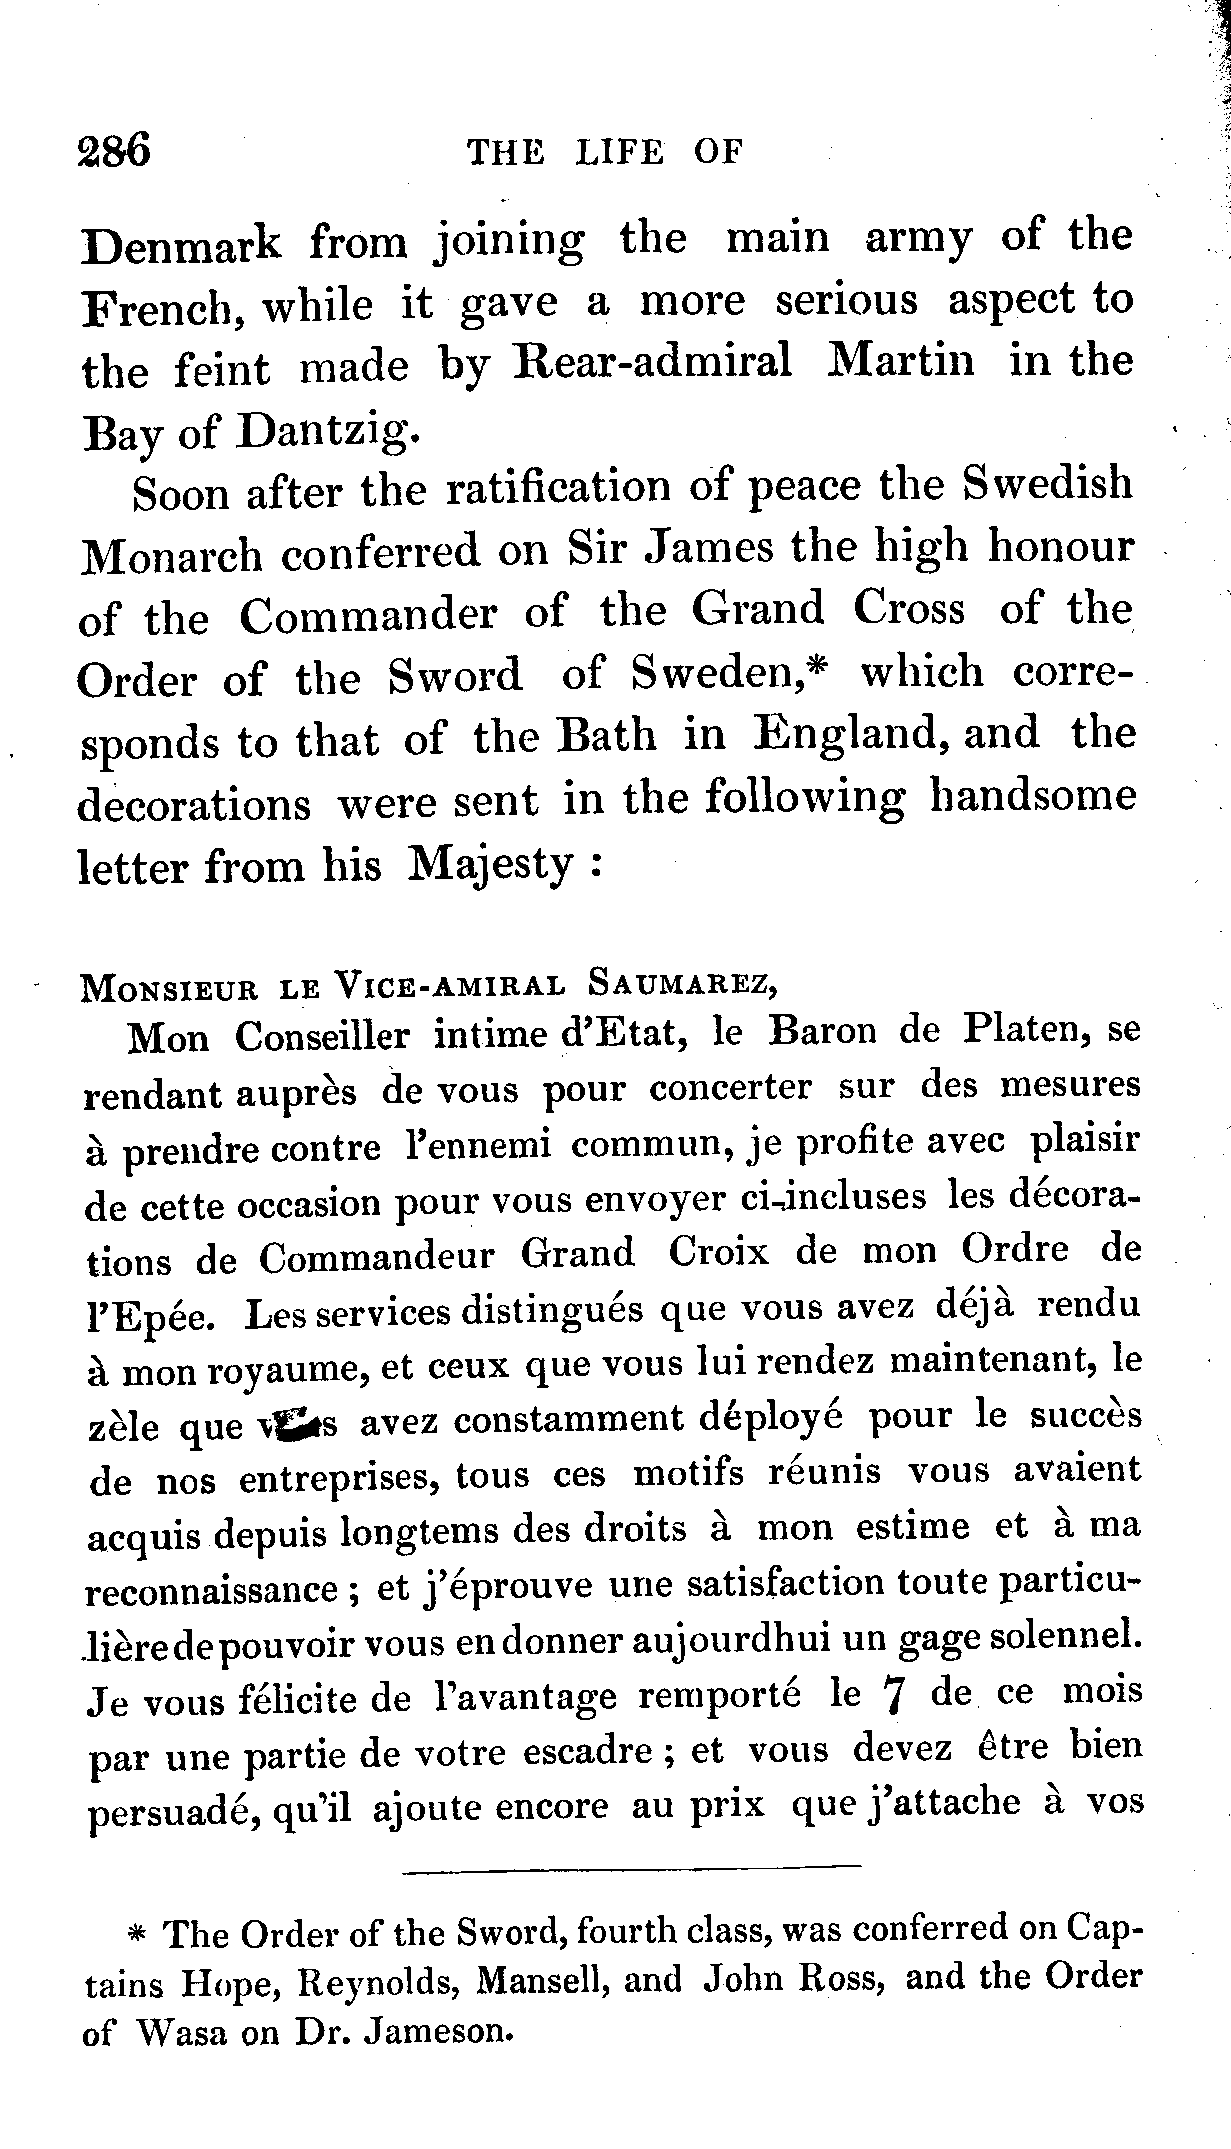 286 THE LIFE OF
Denmark from joining the main army of the
French, while it gave a more serious aspect to
the feint made by Rear-admiral Martin in the
Bay of Dantzig.
Soon after the ratification of peace the Swedish
Monarch conferred on Sir James the high honour
of the Commander of the Grand Cross of the
Order of the Sword of Sweden,* which corre-
sponds to that of the Bath in England, and the
decorations were sent in the following handsome
letter from his Majesty :
MONSIEUR LE VICE-AMIRAL SAUMAREZ,
Mon Conseiller intime d'Etat, le Baron de Platen, se
rendant auprès de vous pour concerter sur des mesures
à prendre contre l'ennemi commun, je profite avec plaisir
de cette occasion pour vous envoyer ci-incluses les décora-
tions de Commandeur Grand Croix de mon Ordre de
l'Epée. Les services distingués que vous avez déjà rendu
à mon royaume, et ceux que vous lui rendez maintenant, le
zèle que avez constamment déployé pour le succès
de nos entreprises, tous ces motifs réunis vous avaient
acquis depuis longtems des droits à mon estime et à ma
reconnaissance ; et j'éprouve une satisfaction toute particu-
lière de pouvoir vous en donner aujourdhui un gage solennel.
Je vous félicite de l'avantage remporté le 7 de ce mois
par une partie de votre escadre ; et vous devez être bien
persuadé, qu'il ajoute encore au prix que j'attache à vos
* The Order of the Sword, fourth class, was conferred on Cap-
tains Hope, Reynolds, Mansell, and John Ross, and the Order
of Wasa on Dr. Jameson.